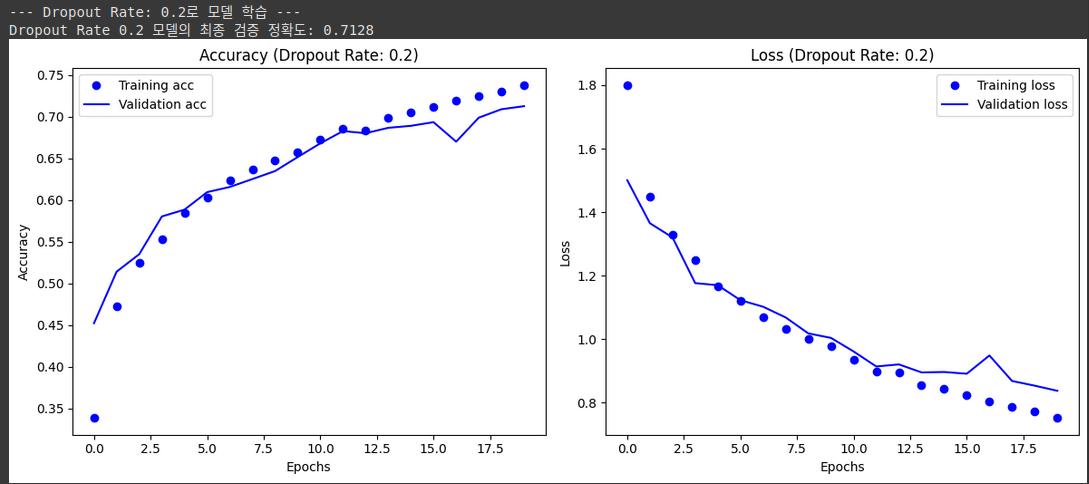 --- Dropout Rate: 0.2로 모델 학습 ---
Dropout Rate 0.2 모델의 최종 검증 정확도: 0.7128
Accuracy (Dropout Rate: 0.2)
Training acc
Validation acc
0.75
0.70
0.65
0.60
0.55
0.50
0.45
0.40
0.35
Accuracy
0.0 2.5 5.0 7.5 10.0 12.5 15.0 17.5
Epochs
Loss (Dropout Rate: 0.2)
Training loss
Validation loss
1.8
1.6
1.4
1.2
1.0
0.8
Loss
0.0 2.5 5.0 7.5 10.0 12.5 15.0 17.5
Epochs